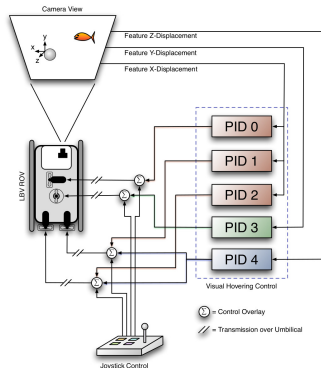 Camera View
Feature Z-Displacement
y
x
z
Feature Y-Displacement
Feature X-Displacement
PID 0
PID 1
PID 2
PID 3
PID 4
LBV ROV
Σ
Σ
Σ
Σ
Visual Hovering Control
Σ = Control Overlay
// = Transmission over Umbilical
Joystick Control